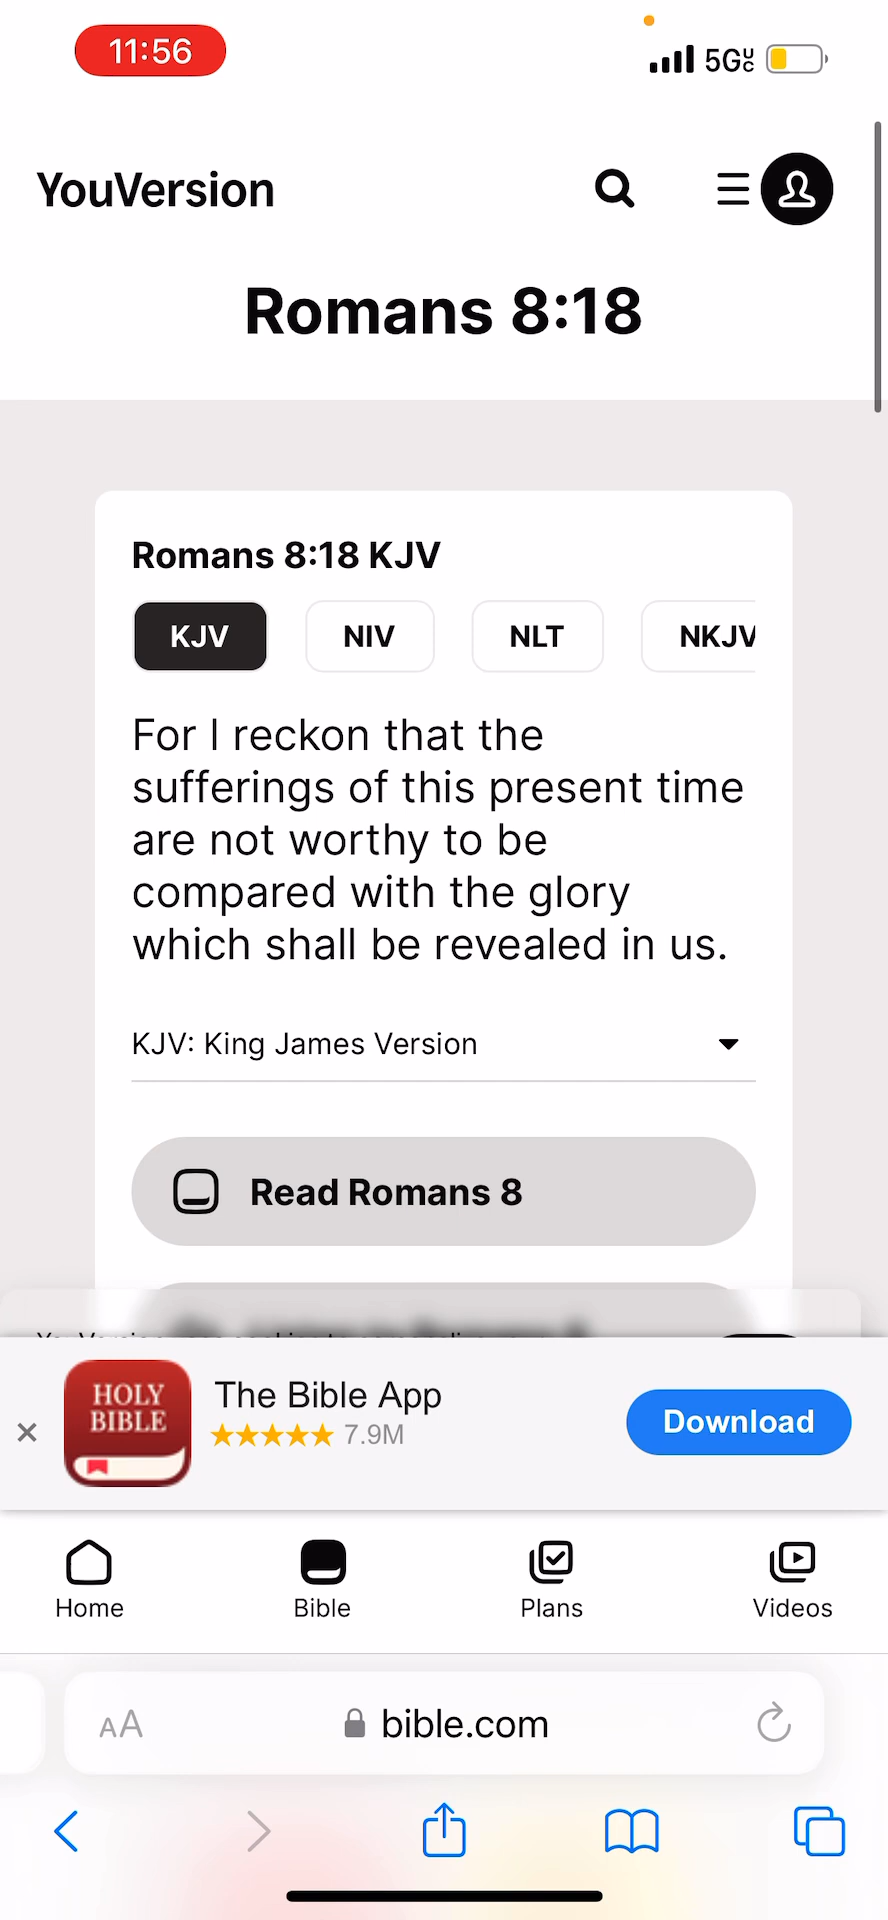 11:56
5G UC
YouVersion
Romans 8:18
Romans 8:18 KJV
KJV NIV NLT NKJV
For I reckon that the
sufferings of this present time
are not worthy to be
compared with the glory
which shall be revealed in us.
KJV: King James Version
Read Romans 8
HOLY
BIBLE
The Bible App
7.9M
Download
×
Home Bible Plans Videos
AA bible.com